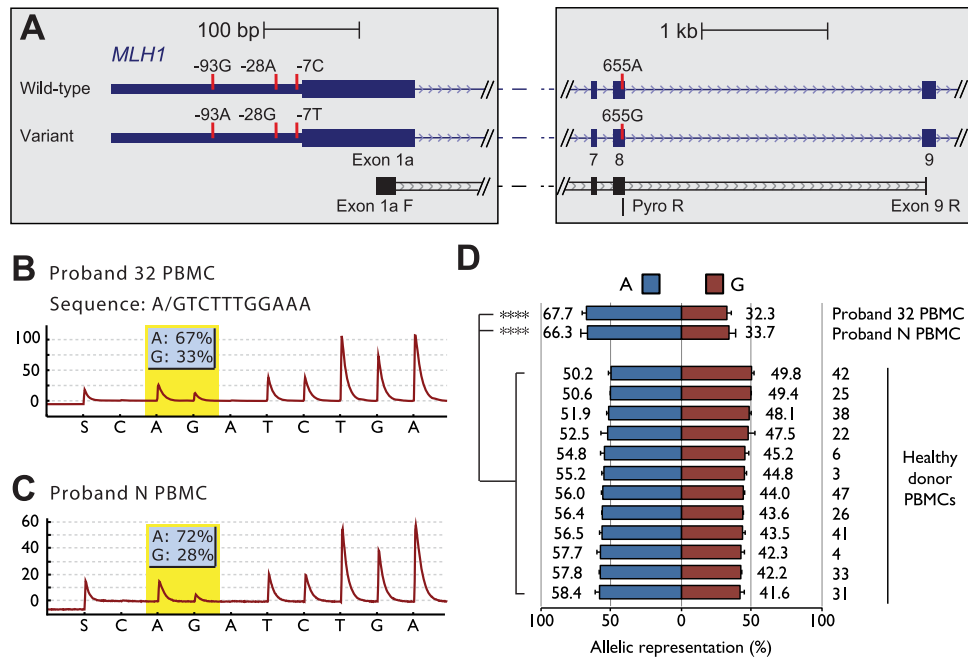 A
100 bp
1 kb
MLH1
-93G -28A -7C
655A
Wild-type
-93A -28G -7T
655G
Variant
Exon 1a
7 8 9
Exon 1a F
Pyro R
Exon 9 R
B Proband 32 PBMC
Sequence: A/GTCTTTGGAAA
A: 67%
G: 33%
100
50
0
S C A G A T C T G A
C Proband N PBMC
A: 72%
G: 28%
60
40
20
0
S C A G A T C T G A
D
A G
**** 67.7 32.3 Proband 32 PBMC
**** 66.3 33.7 Proband N PBMC
50.2 49.8 42
50.6 49.4 25
51.9 48.1 38
52.5 47.5 22
54.8 45.2 6
55.2 44.8 3
56.0 44.0 47
56.4 43.6 26
56.5 43.5 41
57.7 42.3 4
57.8 42.2 33
58.4 41.6 31
Healthy
donor
PBMCs
100 50 0 50 100
Allelic representation (%)